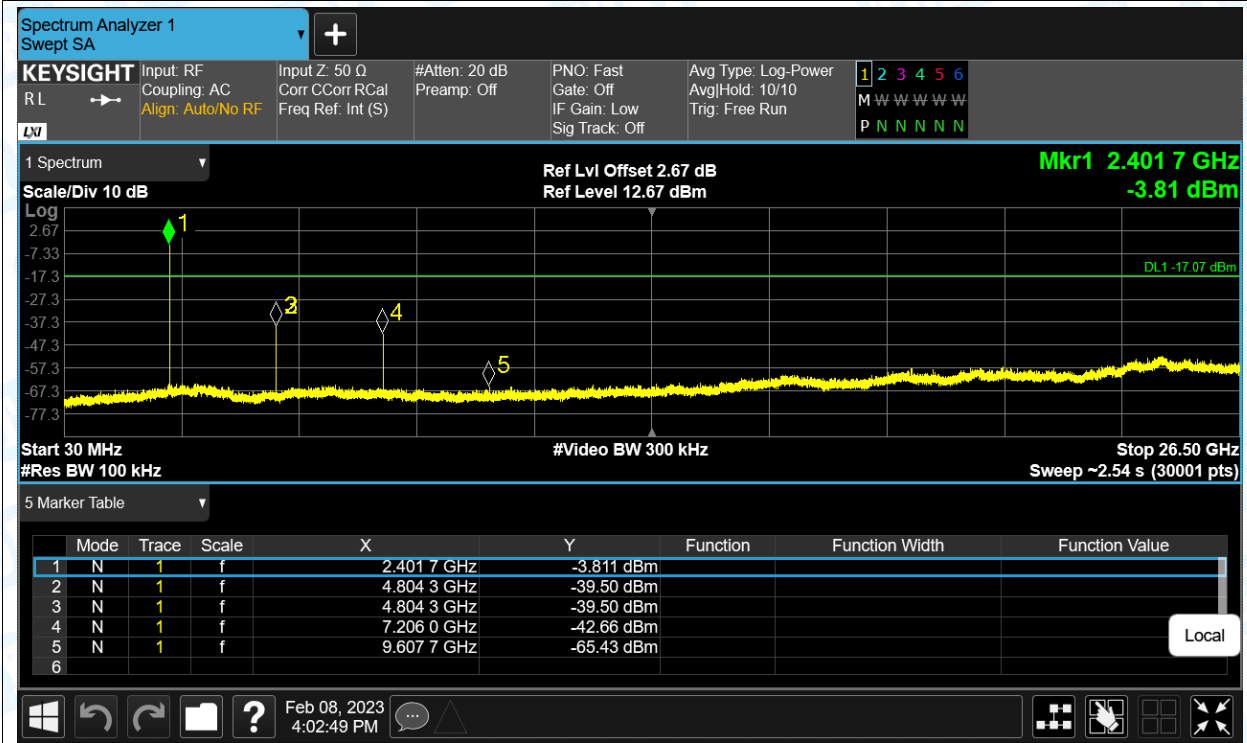 Spectrum Analyzer 1
Swept SA
+
KEYSIGHT
R L
LXI
Input: RF
Coupling: AC
Align: Auto/No RF
Input Z: 50 Ω
Corr CCorr RCal
Freq Ref: Int (S)
#Atten: 20 dB
Preamp: Off
PNO: Fast
Gate: Off
IF Gain: Low
Sig Track: Off
Avg Type: Log-Power
Avg|Hold: 10/10
Trig: Free Run
1 2 3 4 5 6
M W W W W W
P N N N N N
1 Spectrum
Scale/Div 10 dB
Ref Lvl Offset 2.67 dB
Ref Level 12.67 dBm
Mkr1 2.401 7 GHz
-3.81 dBm
Log
2.67
-7.33
-17.3
-27.3
-37.3
-47.3
-57.3
-67.3
-77.3
1
3
4
5
DL1 -17.07 dBm
Start 30 MHz
#Video BW 300 kHz
Stop 26.50 GHz
#Res BW 100 kHz
Sweep ~2.54 s (30001 pts)
5 Marker Table
Mode Trace Scale X Y Function Function Width Function Value
1 N 1 f 2.401 7 GHz -3.811 dBm
2 N 1 f 4.804 3 GHz -39.50 dBm
3 N 1 f 4.804 3 GHz -39.50 dBm
4 N 1 f 7.206 0 GHz -42.66 dBm
5 N 1 f 9.607 7 GHz -65.43 dBm
6
Local
?
Feb 08, 2023
4:02:49 PM